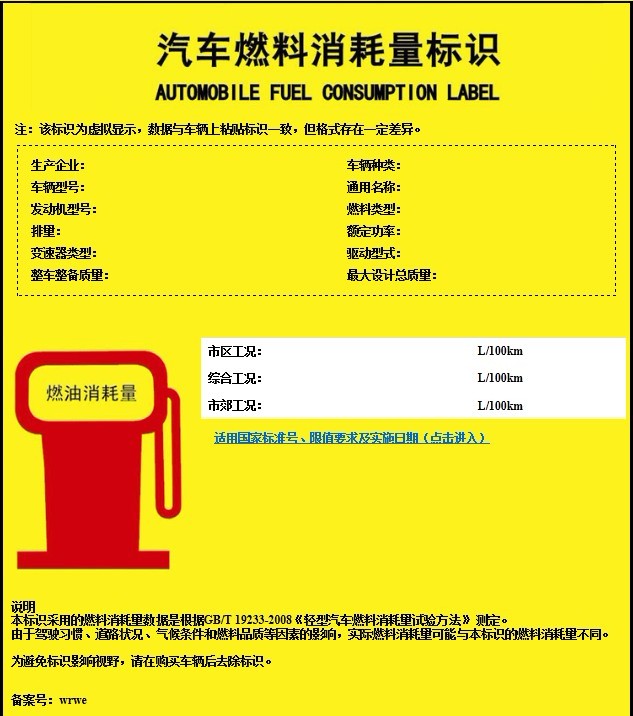 汽车燃料消耗量标识
AUTOMOBILE FUEL CONSUMPTION LABEL
注：该标识为虚拟显示，数据与车辆上粘贴标识一致，但格式存在一定差异。
生产企业： 车辆种类：
车辆型号： 通用名称：
发动机型号： 燃料类型：
排量： 额定功率：
变速器类型： 驱动型式：
整车整备质量： 最大设计总质量：
燃油消耗量
市区工况： L/100km
综合工况： L/100km
市郊工况： L/100km
适用国家标准号、限值要求及实施日期（点击进入）
说明
本标识采用的燃料消耗量数据是根据GB/T 19233-2008《轻型汽车燃料消耗量试验方法》测定。
由于驾驶习惯、道路状况、气候条件和燃料品质等因素的影响，实际燃料消耗量可能与本标识的燃料消耗量不同。
为避免标识影响视野，请在购买车辆后去除标识。
备案号：wrwe